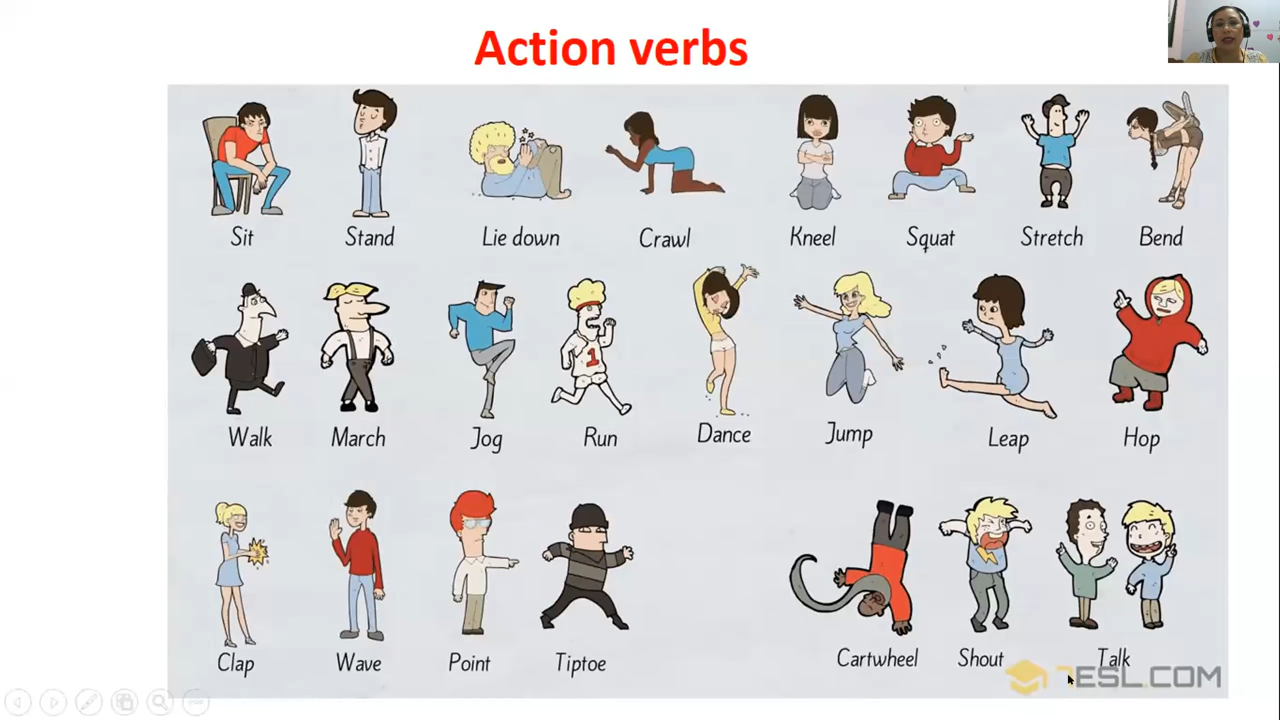 Action verbs
Sit Stand Lie down Crawl Kneel Squat Stretch Bend
1
Walk March Jog Run Dance Jump Leap Hop
Clap Wave Point Tiptoe Cartwheel Shout Talk
7ESL.COM